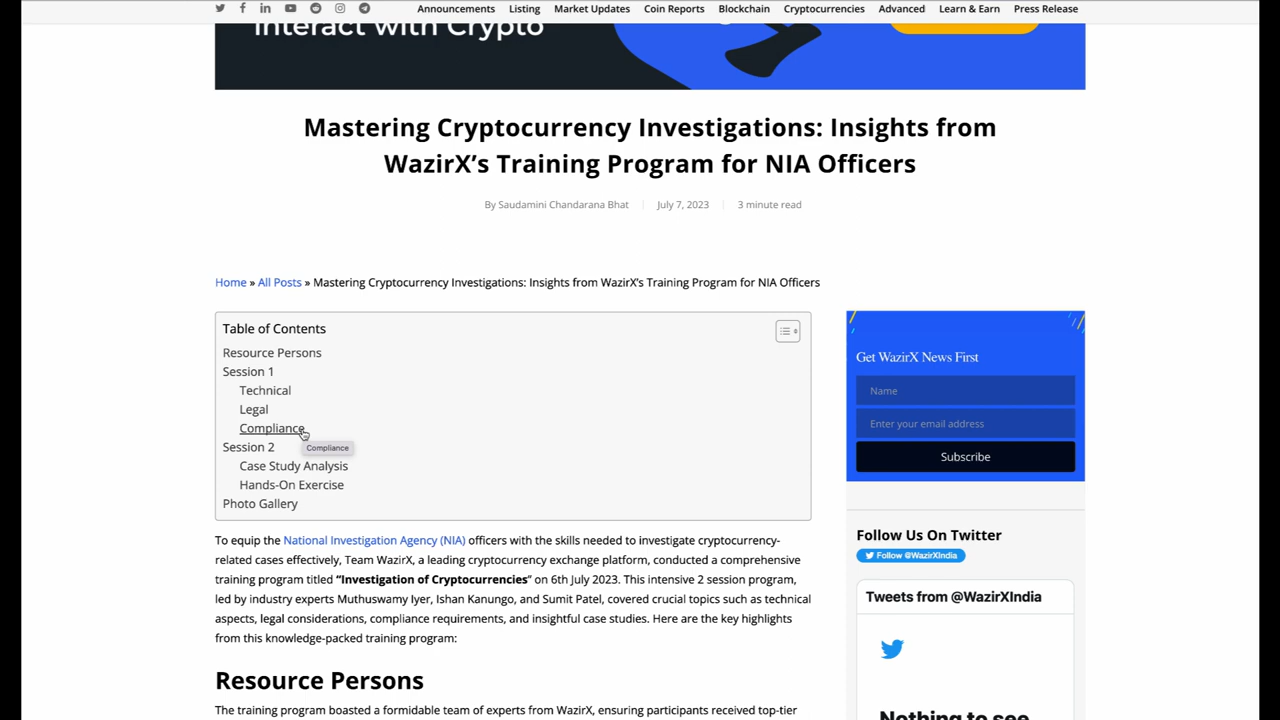 Announcements Listing Market Updates Coin Reports Blockchain Cryptocurrencies Advanced Learn & Earn Press Release
Interact with Crypto
Mastering Cryptocurrency Investigations: Insights from
WazirX’s Training Program for NIA Officers
By Saudamini Chandarana Bhat July 7, 2023 3 minute read
Home » All Posts » Mastering Cryptocurrency Investigations: Insights from WazirX’s Training Program for NIA Officers
Table of Contents
Resource Persons
Session 1
Technical
Legal
Compliance
Compliance
Session 2
Case Study Analysis
Hands-On Exercise
Photo Gallery
To equip the National Investigation Agency (NIA) officers with the skills needed to investigate cryptocurrency-
related cases effectively, Team WazirX, a leading cryptocurrency exchange platform, conducted a comprehensive
training program titled “Investigation of Cryptocurrencies” on 6th July 2023. This intensive 2 session program,
led by industry experts Muthuswamy Iyer, Ishan Kanungo, and Sumit Patel, covered crucial topics such as technical
aspects, legal considerations, compliance requirements, and insightful case studies. Here are the key highlights
from this knowledge-packed training program:
Resource Persons
The training program boasted a formidable team of experts from WazirX, ensuring participants received top-tier
Get WazirX News First
Name
Enter your email address
Subscribe
Follow Us On Twitter
Follow @WazirXIndia
Tweets from @WazirXIndia
Nothing to see